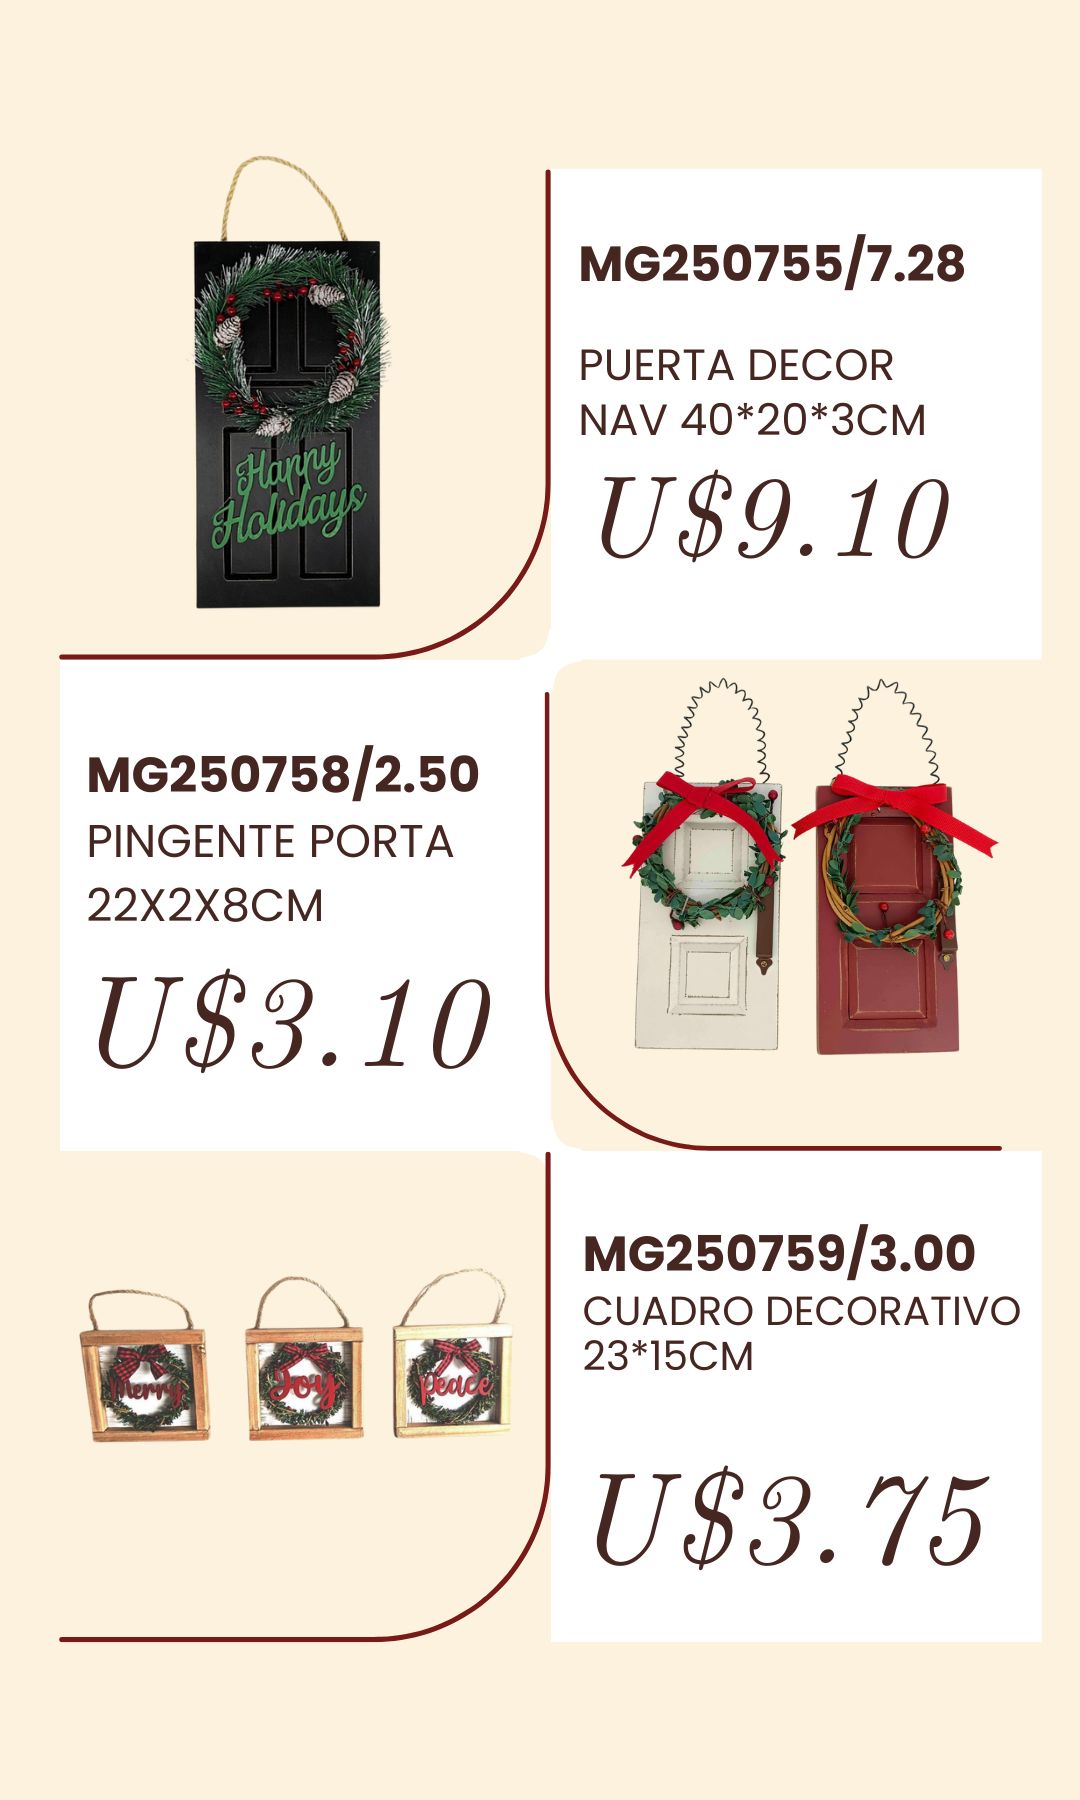 Happy
Holidays
MG250755/7.28
PUERTA DECOR
NAV 40*20*3CM
U$9.10
MG250758/2.50
PINGENTE PORTA
22X2X8CM
U$3.10
Merry
Joy
Peace
MG250759/3.00
CUADRO DECORATIVO
23*15CM
U$3.75